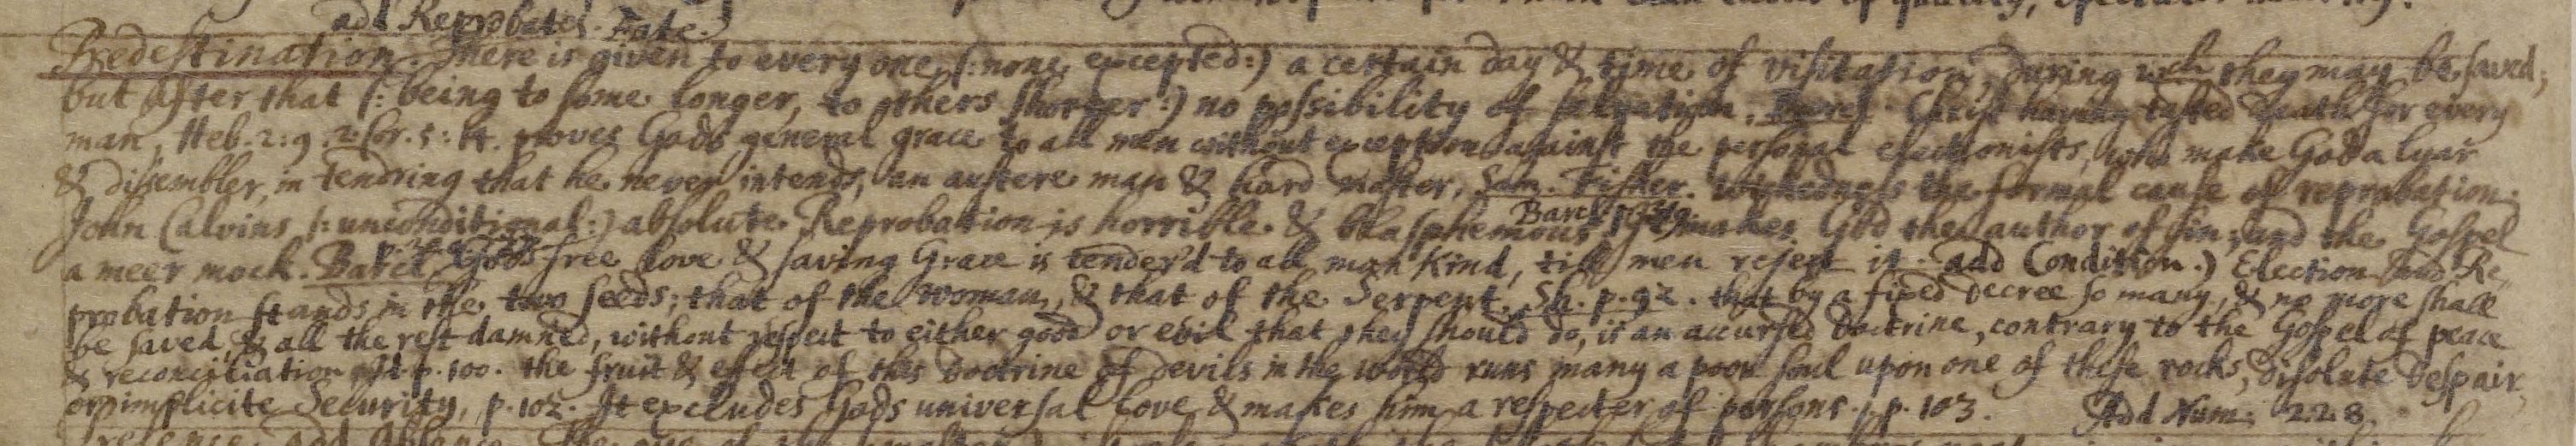 add Reprobates. Fate.
Predestination. There is given to every one (: none excepted :) a certain day & time of visitation, during wch they may be saved;
but after that (: being to some longer, to others shorter :) no possibility of salvation. Barcl. Christ having tasted death for every
man, Heb. 2:9. 2. Cor. 5: 14. proves Gods general grace to all men without exception against the personal electionists, who make God a lyar
& dissembler, in tendring that he never intends, an austere man & hard master, Sam. Fisher. Wickedness the formal cause of reprobation.
John Calvins (: unconditional :) absolute Reprobation is horrible & blasphemous makes God the author of sin, and the Gospel
a meer mock. Barcl. Gods free love & saving Grace is tender'd to all man kind, till men reject it. add Condition.) Election and Re-
probation stands in the two seeds; that of the woman, & that of the Serpent. Sh. p. 92. that by a fixed decree so many, & no more shall
be saved, & all the rest damned, without respect to either good or evil that they should do, is an accursed doctrine, contrary to the Gospel of peace
& reconciliation Id p. 100. the fruit & effect of this Doctrine of Devils in the world runs many a poor soul upon one of these rocks, disolute despair,
or implicite Security, p. 102. It excludes Gods universal love & makes him a respecter of persons. p. 103. Add Num: 228.